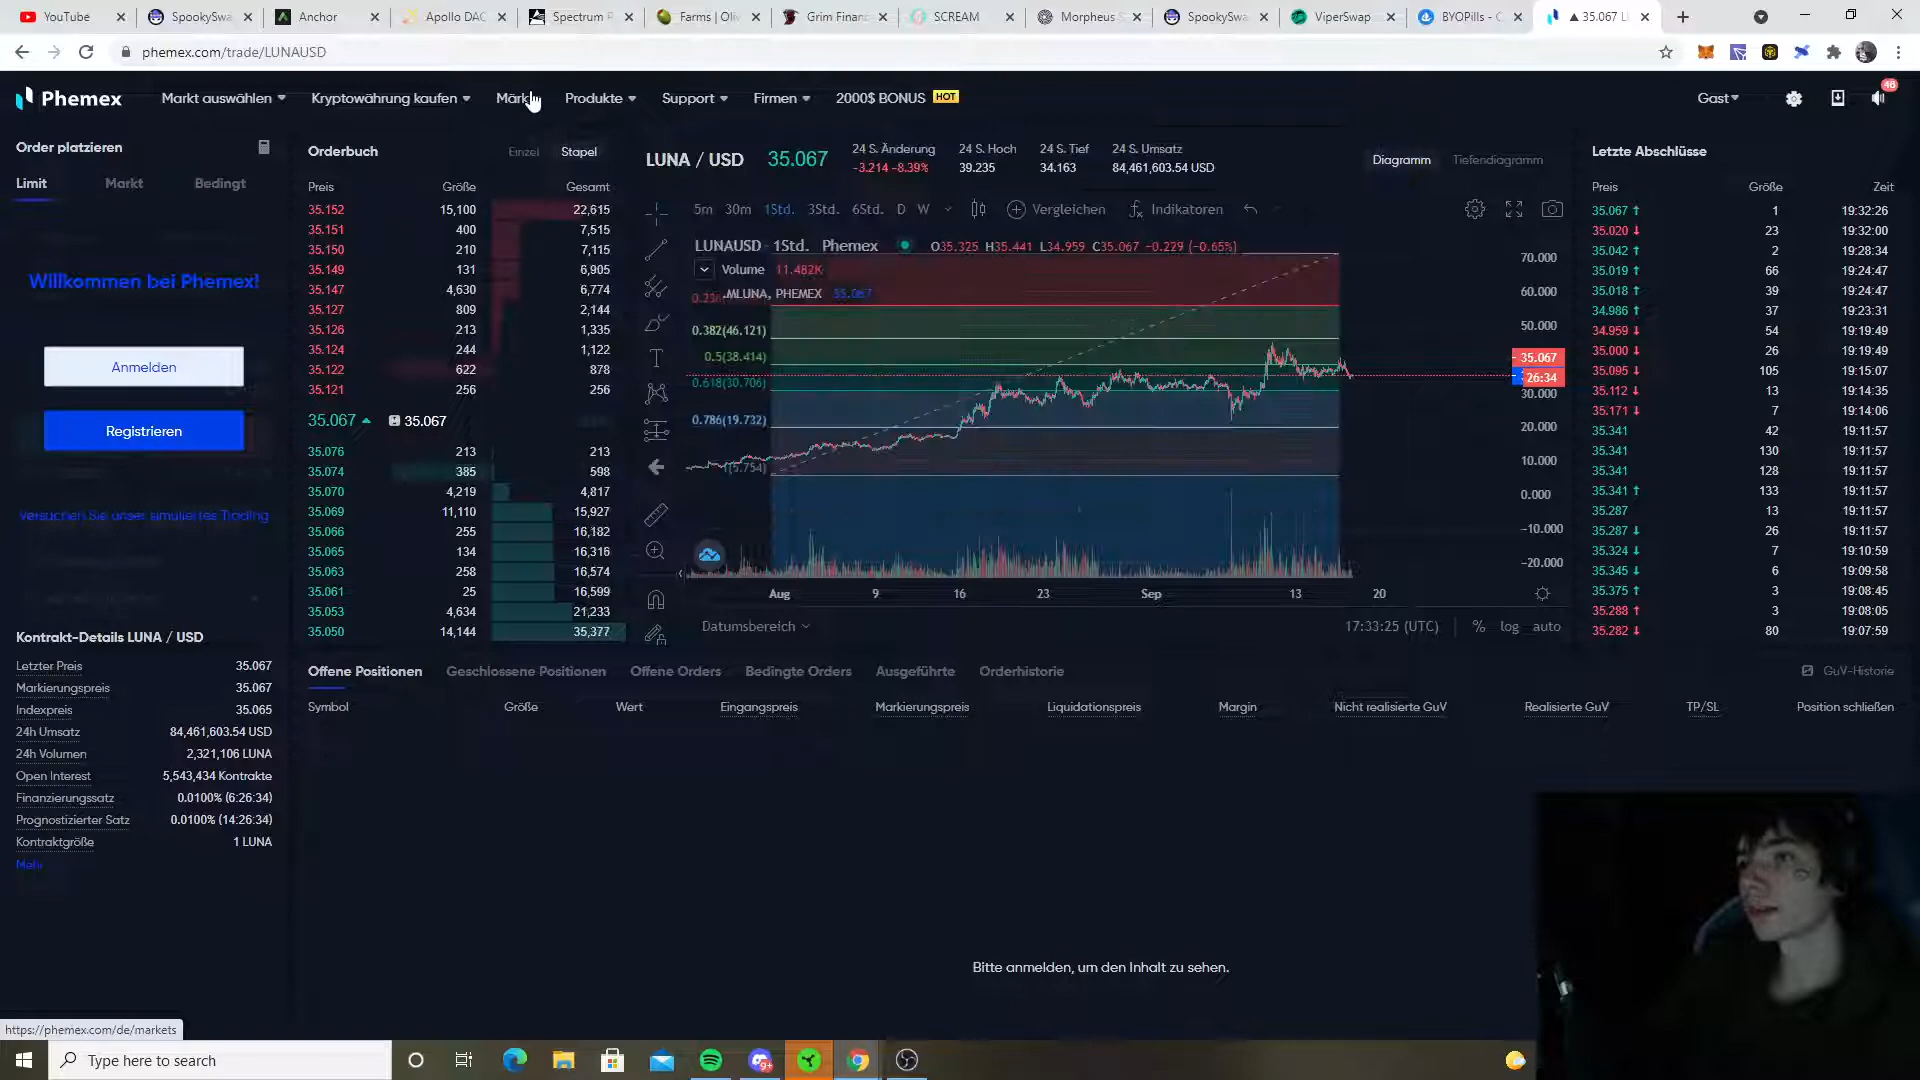 YouTube
SpookySwa
Anchor
Apollo DAO
Spectrum P
Farms | Oliv
Grim Financ
SCREAM
Morpheus S
SpookySwa
ViperSwap
BYOPills - C
▲ 35.067 L
phemex.com/trade/LUNAUSD
Phemex
Markt auswählen
Kryptowährung kaufen
Märk
Produkte
Support
Firmen
2000$ BONUS HOT
Gast
48
Order platzieren
Limit Markt Bedingt
Willkommen bei Phemex!
Anmelden
Registrieren
Versuchen Sie unser simuliertes Trading
Kontrakt-Details LUNA / USD
Letzter Preis 35.067
Markierungspreis 35.067
Indexpreis 35.065
24h Umsatz 84,461,603.54 USD
24h Volumen 2,321,106 LUNA
Open Interest 5,543,434 Kontrakte
Finanzierungssatz 0.0100% (6:26:34)
Prognostizierter Satz 0.0100% (14:26:34)
Kontraktgröße 1 LUNA
Mehr
Orderbuch Einzel Stapel
Preis Größe Gesamt
35.152 15,100 22,615
35.151 400 7,515
35.150 210 7,115
35.149 131 6,905
35.147 4,630 6,774
35.127 809 2,144
35.126 213 1,335
35.124 244 1,122
35.122 622 878
35.121 256 256
35.067 35.067
35.076 213 213
35.074 385 598
35.070 4,219 4,817
35.069 11,110 15,927
35.066 255 16,182
35.065 134 16,316
35.063 258 16,574
35.061 25 16,599
35.053 4,634 21,233
35.050 14,144 35,377
LUNA / USD 35.067
24 S. Änderung 24 S. Hoch 24 S. Tief 24 S. Umsatz
-3.214 -8.39% 39.235 34.163 84,461,603.54 USD
Diagramm Tiefendiagramm
5m 30m 1Std. 3Std. 6Std. D W Vergleichen Indikatoren
LUNAUSD · 1Std. Phemex O35.325 H35.441 L34.959 C35.067 -0.229 (-0.65%)
Volume 11.482K
.MLUNA, PHEMEX 35.067
0.382(46.121)
0.5(38.414)
0.618(30.706)
0.786(19.732)
1(5.754)
70.000
60.000
50.000
35.067
26:34
30.000
20.000
10.000
0.000
-10.000
-20.000
Aug 9 16 23 Sep 13 20
Datumsbereich 17:33:25 (UTC) % log auto
Letzte Abschlüsse
Preis Größe Zeit
35.067 ↑ 1 19:32:26
35.020 ↓ 23 19:32:00
35.042 ↑ 2 19:28:34
35.019 ↑ 66 19:24:47
35.018 ↑ 39 19:24:47
34.986 ↑ 37 19:23:31
34.959 ↓ 54 19:19:49
35.000 ↓ 26 19:19:49
35.095 ↓ 105 19:15:07
35.112 ↓ 13 19:14:35
35.171 ↓ 7 19:14:06
35.341 42 19:11:57
35.341 130 19:11:57
35.341 128 19:11:57
35.341 ↑ 133 19:11:57
35.287 13 19:11:57
35.287 ↓ 26 19:11:57
35.324 ↓ 7 19:10:59
35.345 ↓ 6 19:09:58
35.375 ↑ 3 19:08:45
35.288 ↑ 3 19:08:05
35.282 ↓ 80 19:07:59
Offene Positionen Geschlossene Positionen Offene Orders Bedingte Orders Ausgeführte Orderhistorie GuV-Historie
Symbol Größe Wert Eingangspreis Markierungspreis Liquidationspreis Margin Nicht realisierte GuV Realisierte GuV TP/SL Position schließen
Bitte anmelden, um den Inhalt zu sehen.
https://phemex.com/de/markets
Type here to search